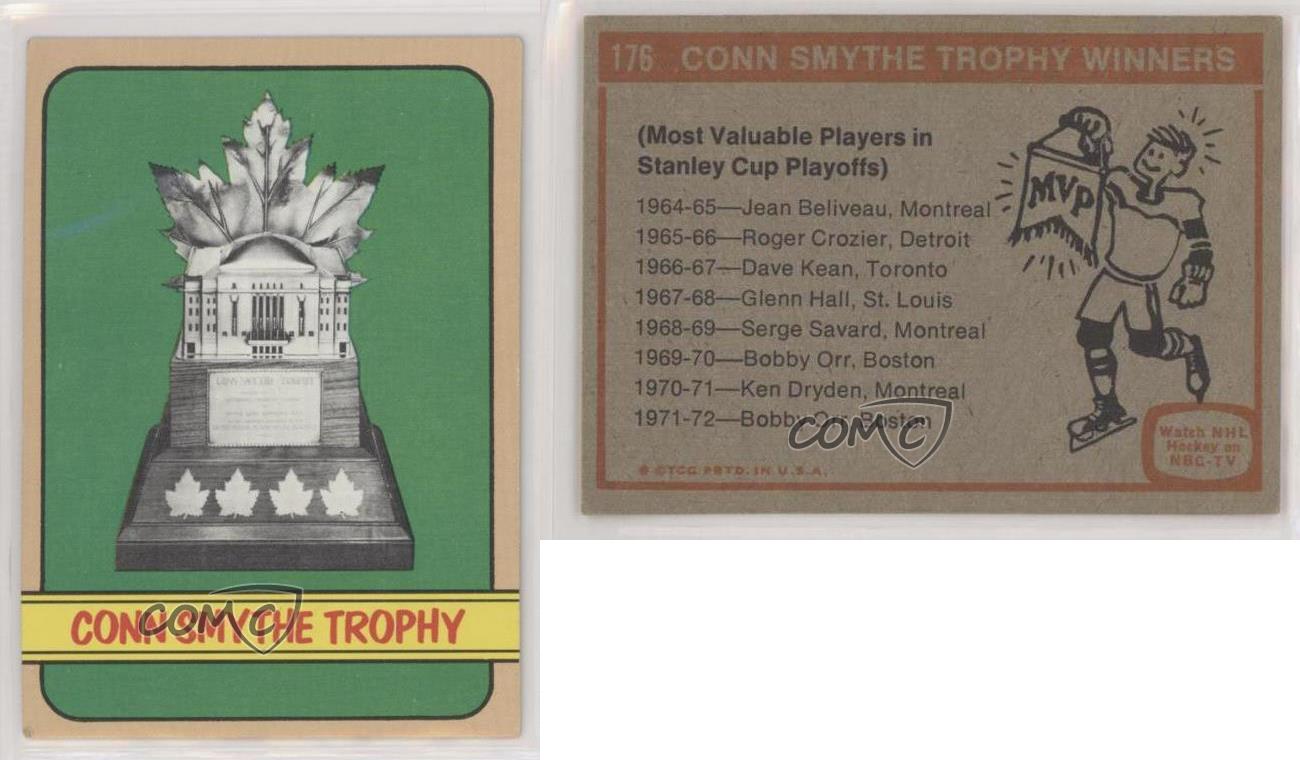 CONN SMYTHE TROPHY
COMC
176 CONN SMYTHE TROPHY WINNERS
(Most Valuable Players in
Stanley Cup Playoffs)
1964-65—Jean Beliveau, Montreal
1965-66—Roger Crozier, Detroit
1966-67—Dave Kean, Toronto
1967-68—Glenn Hall, St. Louis
1968-69—Serge Savard, Montreal
1969-70—Bobby Orr, Boston
1970-71—Ken Dryden, Montreal
1971-72—Bobby Orr, Boston
COMC
MVP
Watch NHL
Hockey on
NBC-TV
© TCG PRTD. IN U.S.A.